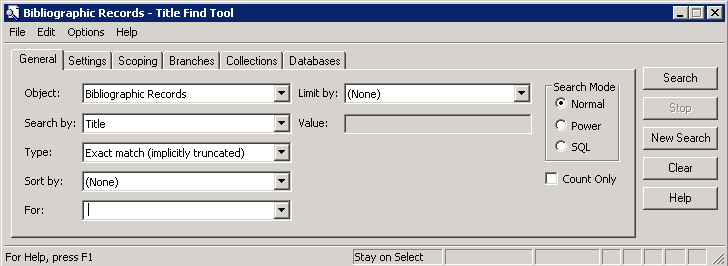 Bibliographic Records - Title Find Tool
File Edit Options Help
General Settings Scoping Branches Collections Databases
Object: Bibliographic Records Limit by: (None) Search Mode Search
Normal
Search by: Title Value: Power Stop
Type: Exact match (implicitly truncated) SQL New Search
Sort by: (None) Count Only Clear
For: Help
For Help, press F1 Stay on Select